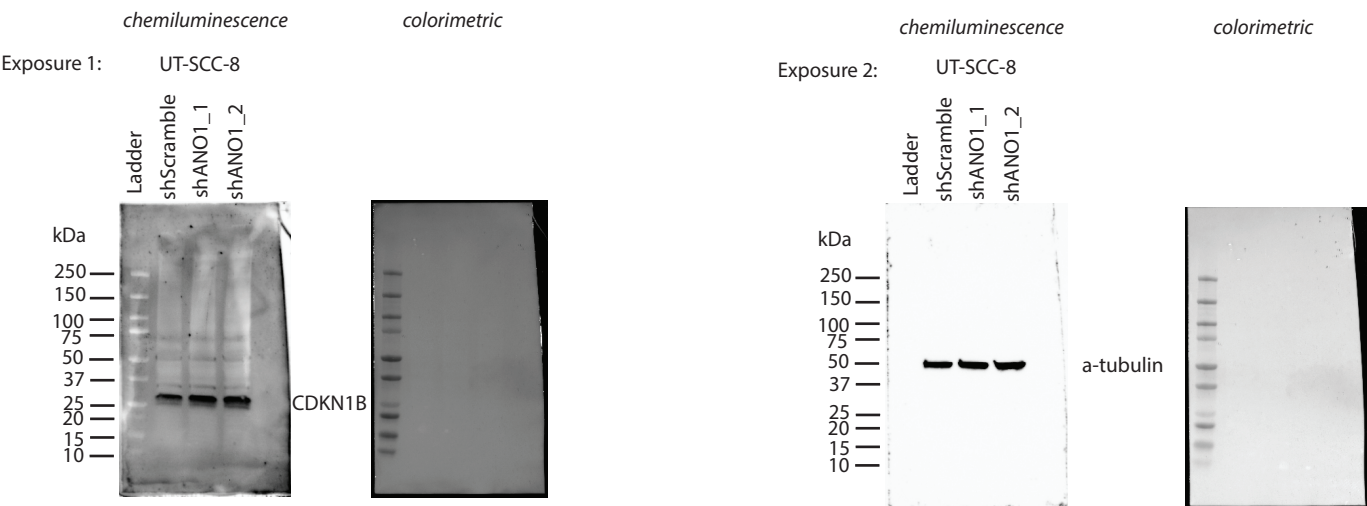 chemiluminescence
colorimetric
Exposure 1:
UT-SCC-8
Ladder
shScramble
shANO1_1
shANO1_2
kDa
250
150
100
75
50
37
25
20
15
10
CDKN1B
chemiluminescence
colorimetric
Exposure 2:
UT-SCC-8
Ladder
shScramble
shANO1_1
shANO1_2
kDa
250
150
100
75
50
37
25
20
15
10
a-tubulin